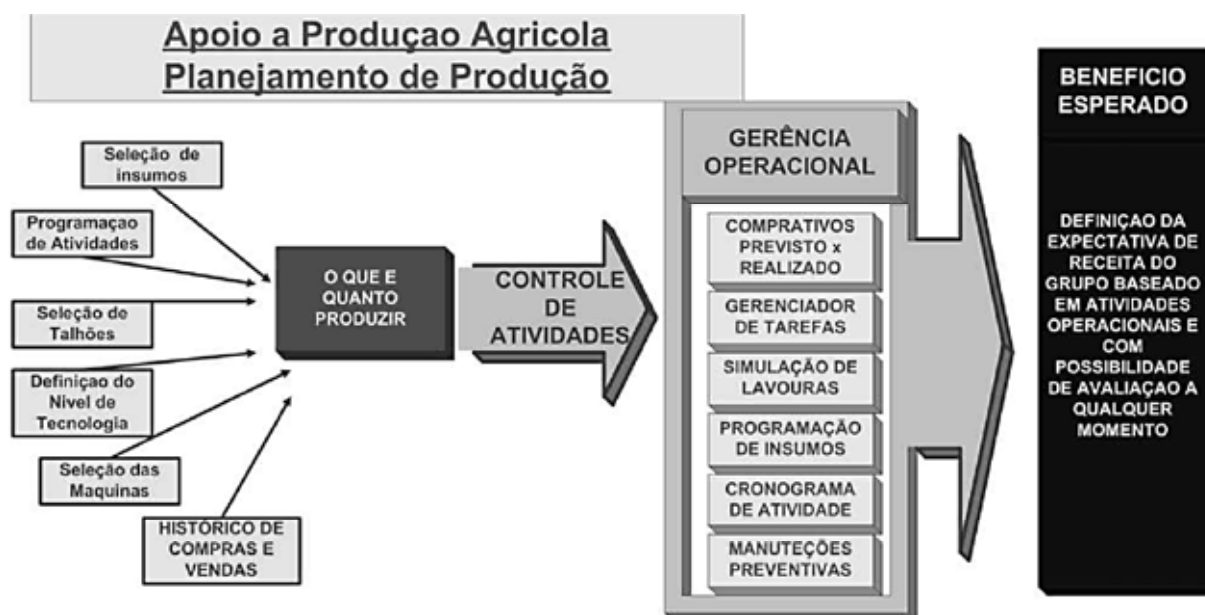 Apoio a Produçao Agricola
Planejamento de Produção
Seleção de
insumos
Programaçao
de Atividades
Seleção de
Talhões
Definiçao do
Nivel de
Tecnologia
Seleção das
Maquinas
HISTÓRICO DE
COMPRAS E
VENDAS
O QUE E
QUANTO
PRODUZIR
CONTROLE
DE
ATIVIDADES
GERÊNCIA
OPERACIONAL
COMPRATIVOS
PREVISTO x
REALIZADO
GERENCIADOR
DE TAREFAS
SIMULAÇÃO DE
LAVOURAS
PROGRAMAÇÃO
DE INSUMOS
CRONOGRAMA
DE ATIVIDADE
MANUTEÇÕES
PREVENTIVAS
BENEFICIO
ESPERADO
DEFINIÇAO DA
EXPECTATIVA DE
RECEITA DO
GRUPO BASEADO
EM ATIVIDADES
OPERACIONAIS E
COM
POSSIBILIDADE
DE AVALIAÇAO A
QUALQUER
MOMENTO